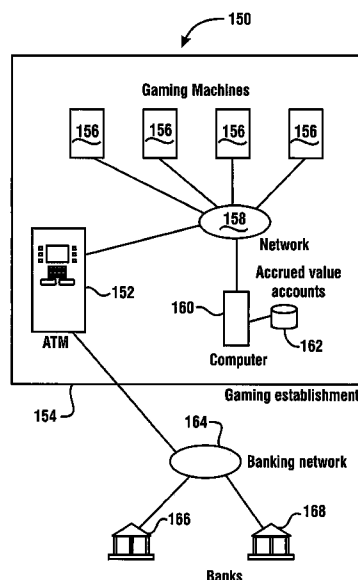 150
Gaming Machines
156 156 156 156
158
Network
Accrued value
accounts
152
160
162
ATM
Computer
Gaming establishment
154
164
Banking network
166
168
Banks